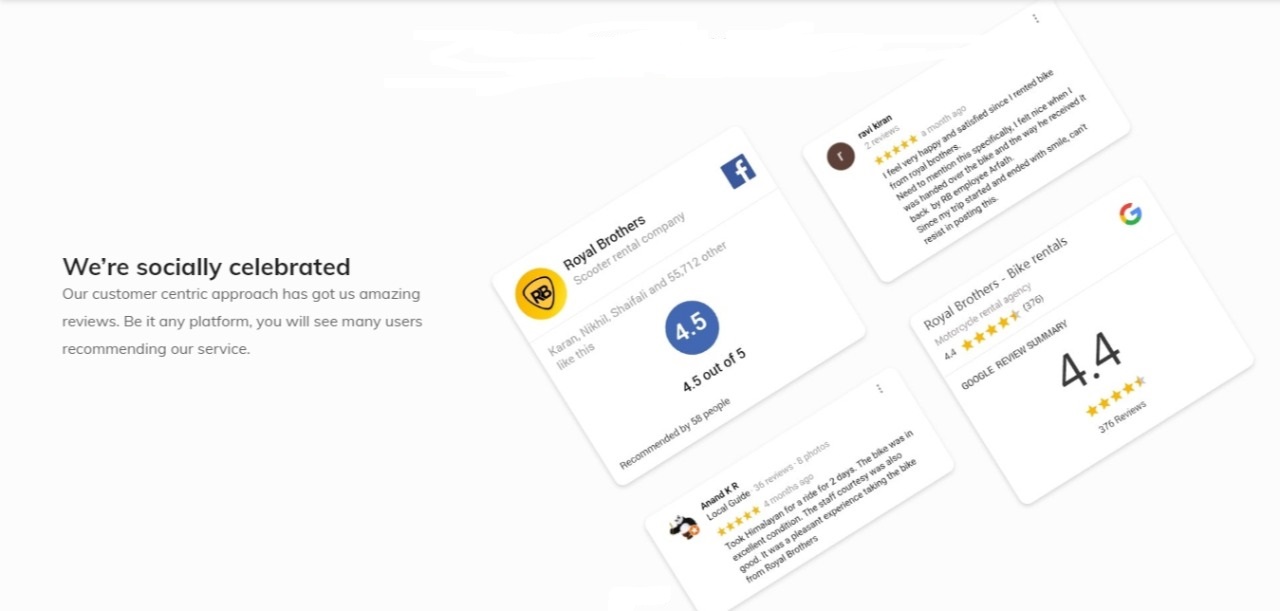 We're socially celebrated
Our customer centric approach has got us amazing
reviews. Be it any platform, you will see many users
recommending our service.
RB
Royal Brothers
Scooter rental company
f
Karan, Nikhil, Shaifali and 55,712 other
like this
4.5
4.5 out of 5
Recommended by 58 people
r
ravi kiran
2 reviews
a month ago
I feel very happy and satisfied since I rented bike
from royal brothers.
Need to mention this specifically, I felt nice when I
was handed over the bike and the way he received it
back. by RB employee Arfath.
Since my trip started and ended with smile, can't
resist in posting this.
G
Royal Brothers - Bike rentals
Motorcycle rental agency
4.4 (376)
GOOGLE REVIEW SUMMARY
4.4
376 Reviews
Anand K R
Local Guide · 36 reviews · 8 photos
4 months ago
Took Himalayan for a ride for 2 days. The bike was in
excellent condition. The staff courtesy was also
good. It was a pleasant experience taking the bike
from Royal Brothers